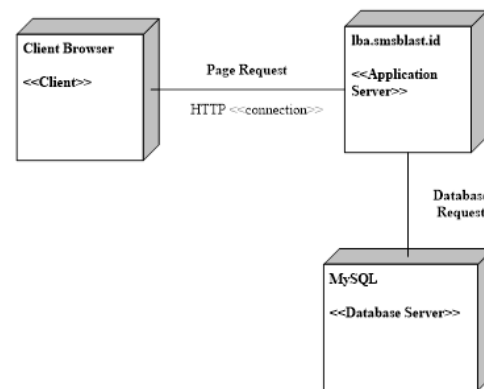 Client Browser
<<Client>>
Page Request
HTTP <<connection>>
lba.smsblast.id
<<Application
Server>>
Database
Request
MySQL
<<Database Server>>